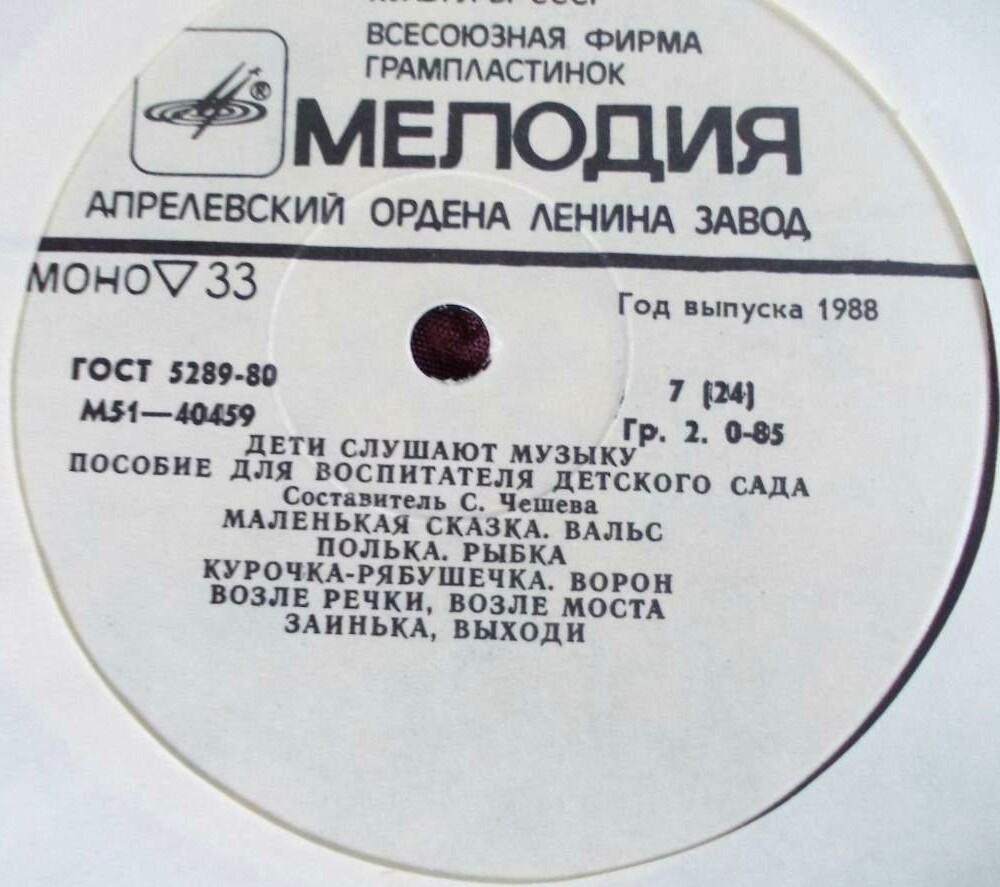 ВСЕСОЮЗНАЯ ФИРМА
ГРАМПЛАСТИНОК
®
МЕЛОДИЯ
АПРЕЛЕВСКИЙ ОРДЕНА ЛЕНИНА ЗАВОД
МОНО ▽ 33
Год выпуска 1988
ГОСТ 5289-80
7 (24)
М51—40459
Гр. 2. 0-85
ДЕТИ СЛУШАЮТ МУЗЫКУ
ПОСОБИЕ ДЛЯ ВОСПИТАТЕЛЯ ДЕТСКОГО САДА
Составитель С. Чешева
МАЛЕНЬКАЯ СКАЗКА. ВАЛЬС
ПОЛЬКА. РЫБКА
КУРОЧКА-РЯБУШЕЧКА. ВОРОН
ВОЗЛЕ РЕЧКИ, ВОЗЛЕ МОСТА
ЗАИНЬКА, ВЫХОДИ